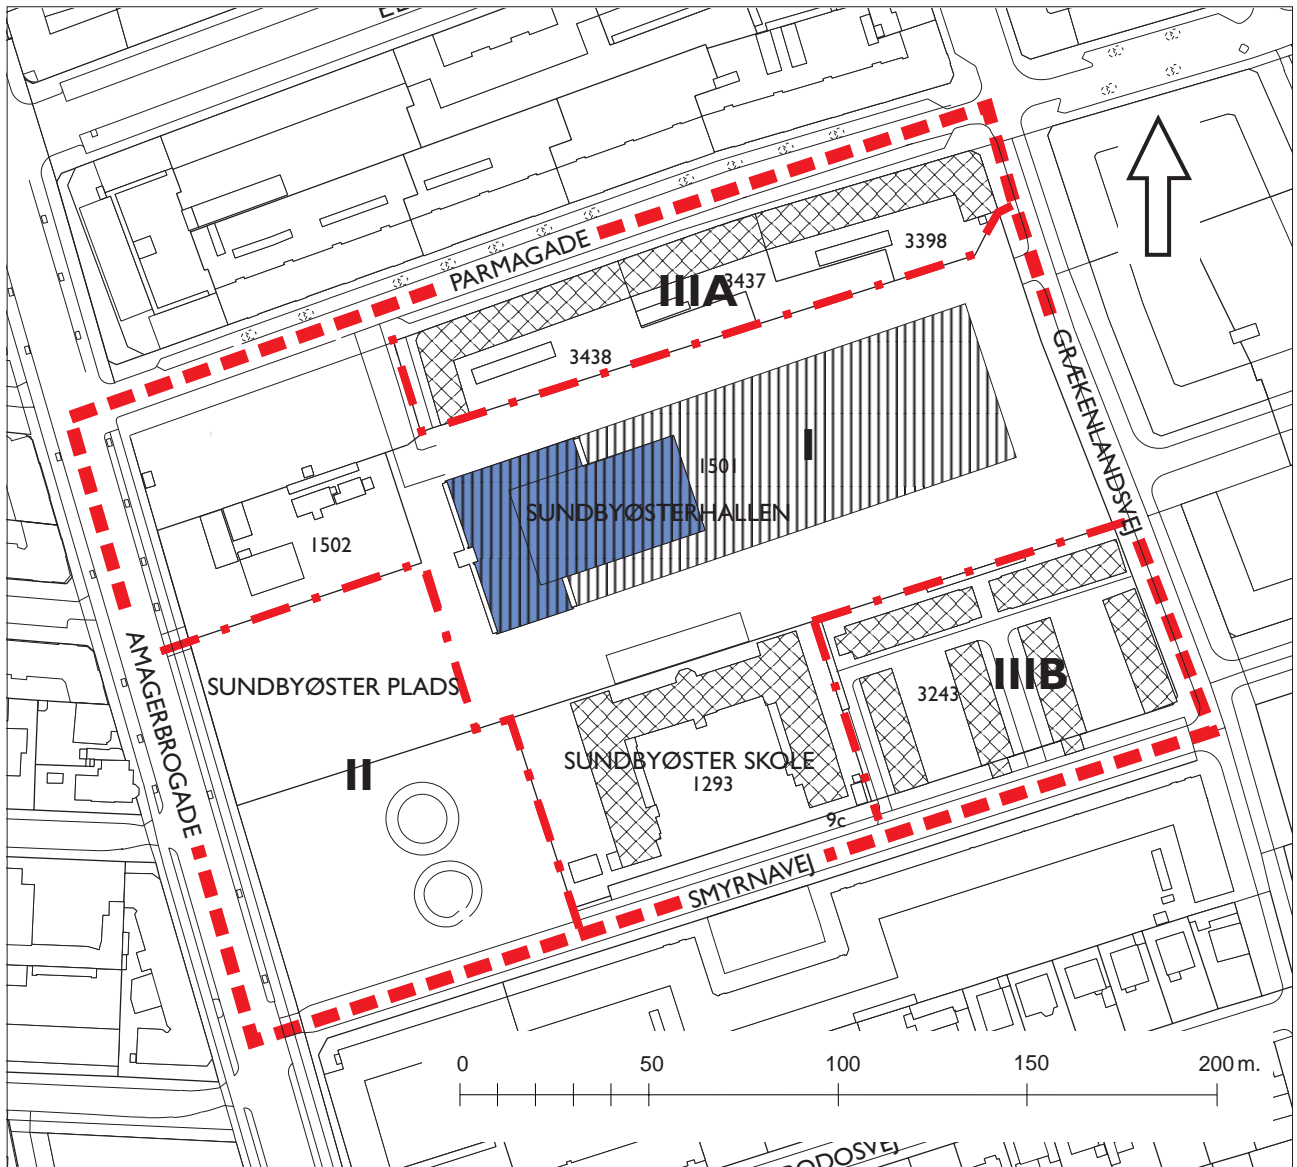 PARMAGADE
3398
IIIA
3437
3438
GRÆKENLANDSVEJ
I
1501
SUNDBYØSTERHALLEN
1502
AMAGERBROGADE
SUNDBYØSTER PLADS
IIIB
3243
II
SUNDBYØSTER SKOLE
1293
9c
SMYRNAVEJ
0 50 100 150 200 m.